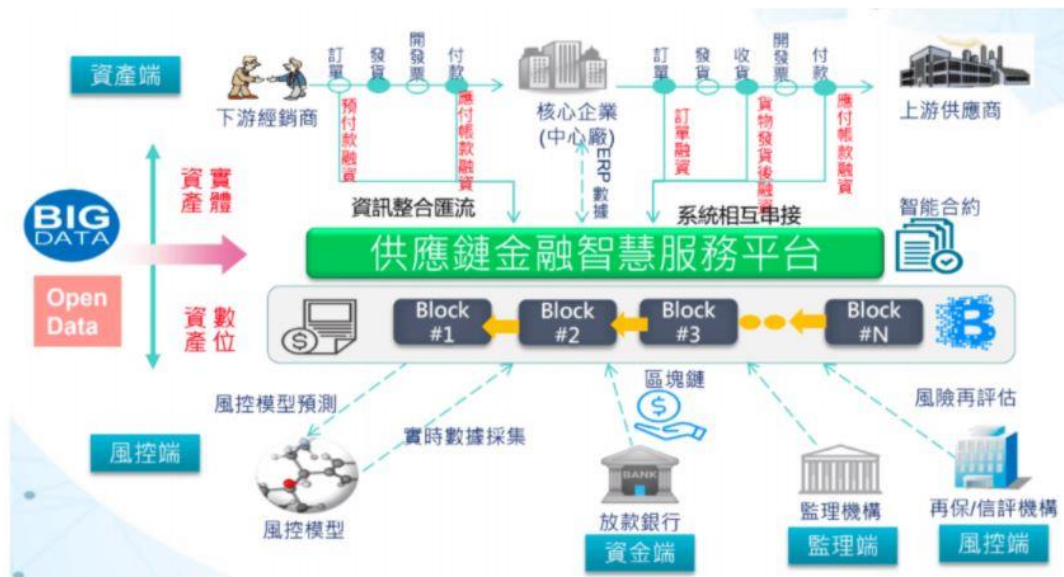 資產端
下游經銷商
訂單
發貨
開發票
付款
預付款融資
應付帳款融資
核心企業
(中心廠)
ERP數據
訂單
發貨
收貨
開發票
付款
訂單融資
貨物發貨後融資
應付帳款融資
上游供應商
BIG
DATA
Open
Data
實體
資產
數位
資產
資訊整合匯流
系統相互串接
智能合約
供應鏈金融智慧服務平台
Block
#1
Block
#2
Block
#3
Block
#N
區塊鏈
風控模型預測
實時數據採集
風險再評估
風控端
風控模型
BANK
放款銀行
資金端
監理機構
監理端
再保/信評機構
風控端